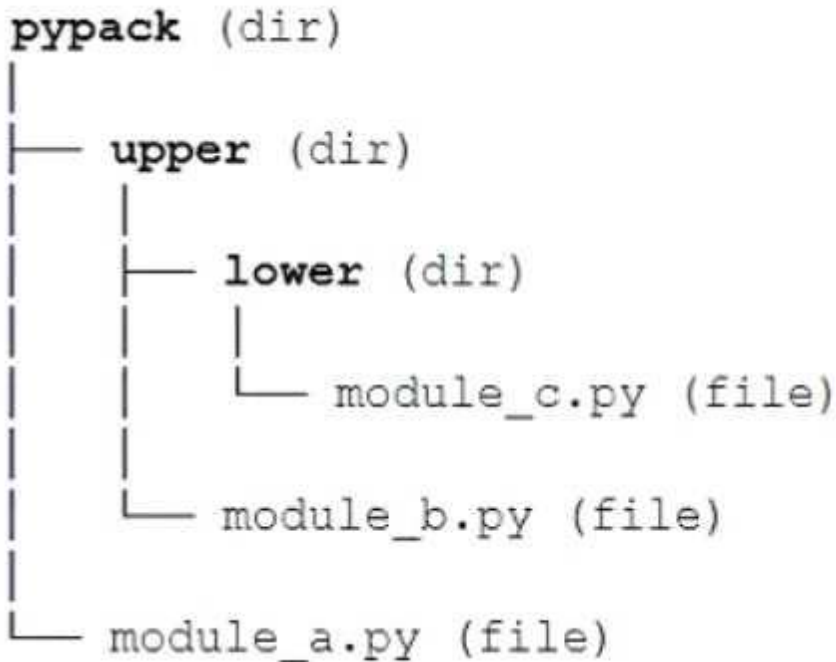 pypack (dir)
upper (dir)
lower (dir)
module_c.py (file)
module_b.py (file)
module_a.py (file)